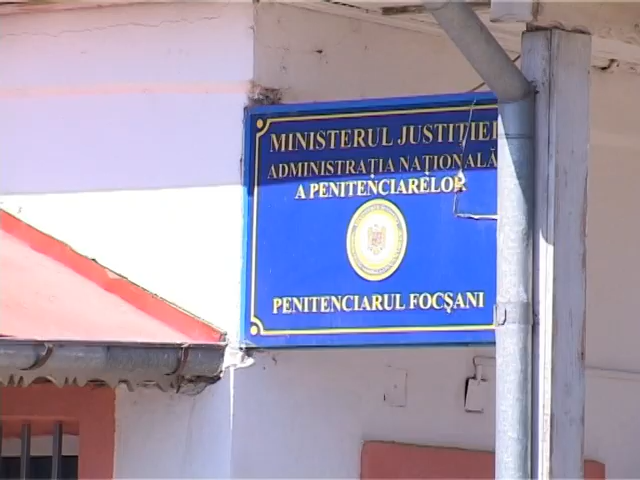 MINISTERUL JUSTIȚIEI
ADMINISTRAȚIA NAȚIONALĂ
A PENITENCIARELOR
PENITENCIARUL FOCȘANI